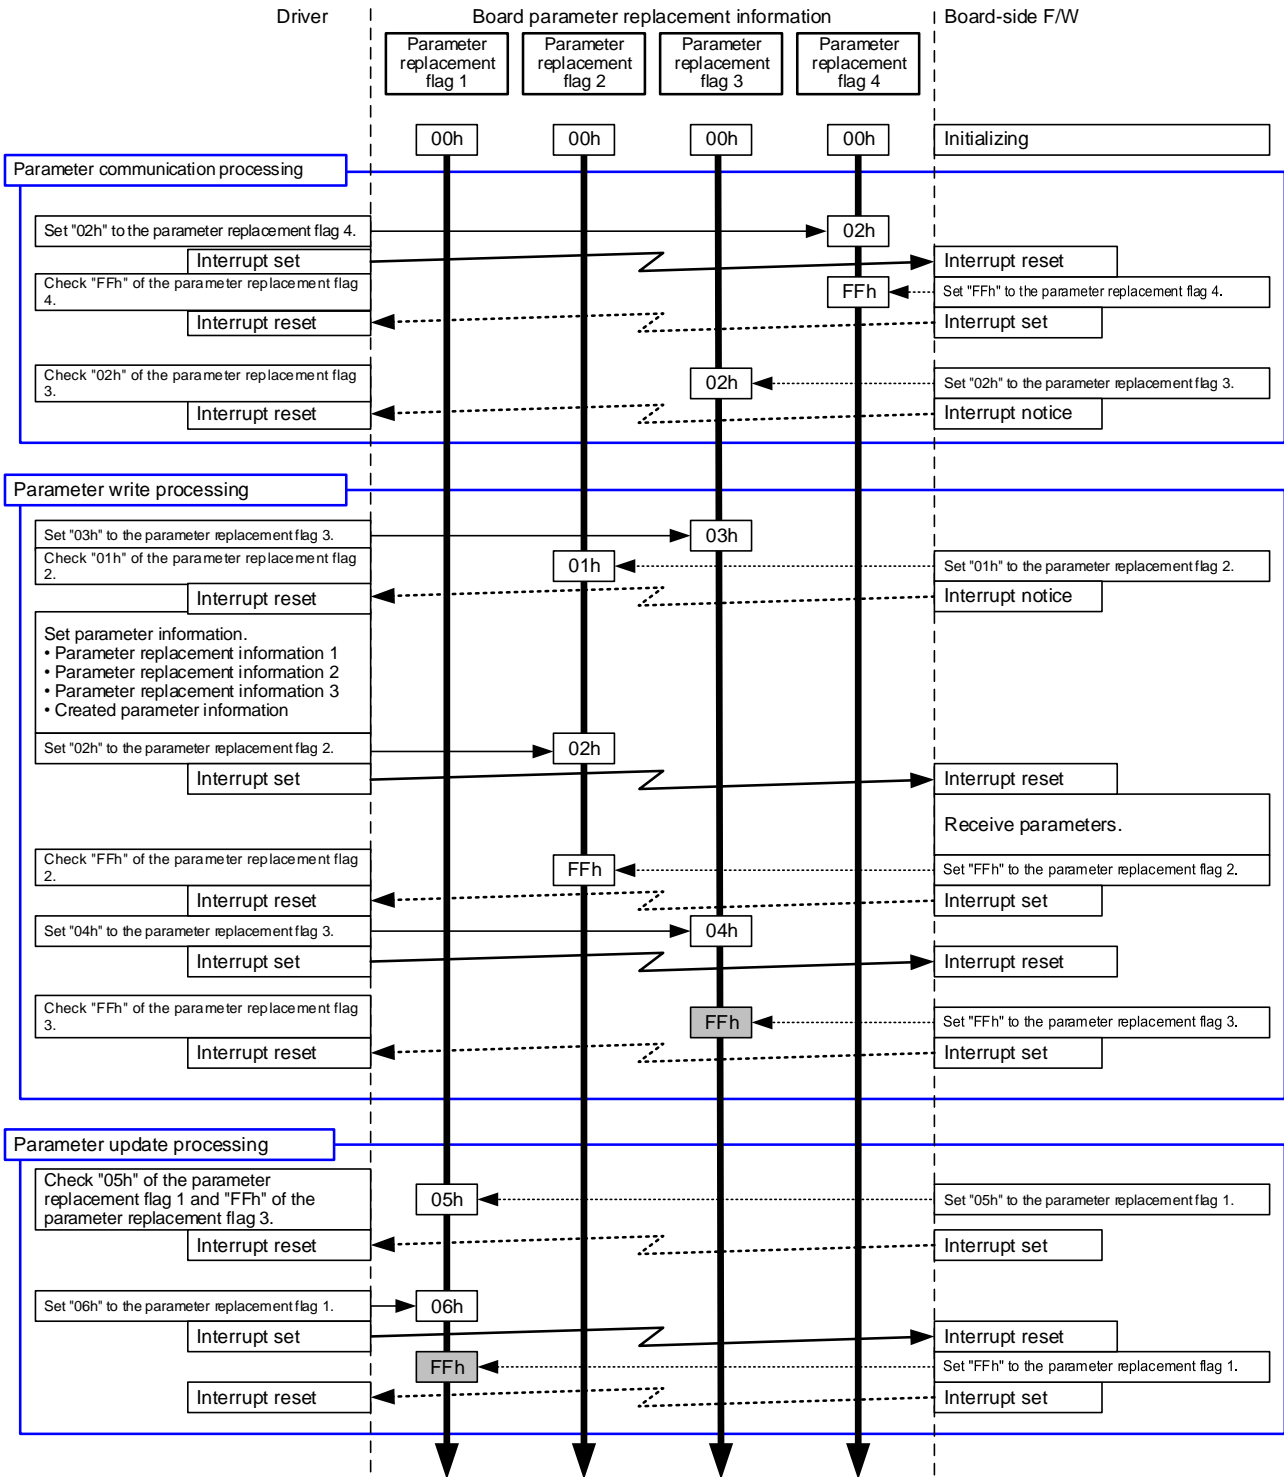 Driver
Board parameter replacement information
Board-side F/W
Parameter
replacement
flag 1
Parameter
replacement
flag 2
Parameter
replacement
flag 3
Parameter
replacement
flag 4
00h
00h
00h
00h
Initializing
Parameter communication processing
Set "02h" to the parameter replacement flag 4.
02h
Interrupt set
Interrupt reset
Check "FFh" of the parameter replacement flag
4.
FFh
Set "FFh" to the parameter replacement flag 4.
Interrupt reset
Interrupt set
Check "02h" of the parameter replacement flag
3.
02h
Set "02h" to the parameter replacement flag 3.
Interrupt reset
Interrupt notice
Parameter write processing
Set "03h" to the parameter replacement flag 3.
03h
Check "01h" of the parameter replacement flag
2.
01h
Set "01h" to the parameter replacement flag 2.
Interrupt reset
Interrupt notice
Set parameter information.
• Parameter replacement information 1
• Parameter replacement information 2
• Parameter replacement information 3
• Created parameter information
Set "02h" to the parameter replacement flag 2.
02h
Interrupt set
Interrupt reset
Receive parameters.
Check "FFh" of the parameter replacement flag
2.
FFh
Set "FFh" to the parameter replacement flag 2.
Interrupt reset
Interrupt set
Set "04h" to the parameter replacement flag 3.
04h
Interrupt set
Interrupt reset
Check "FFh" of the parameter replacement flag
3.
FFh
Set "FFh" to the parameter replacement flag 3.
Interrupt reset
Interrupt set
Parameter update processing
Check "05h" of the parameter
replacement flag 1 and "FFh" of the
parameter replacement flag 3.
05h
Set "05h" to the parameter replacement flag 1.
Interrupt reset
Interrupt set
Set "06h" to the parameter replacement flag 1.
06h
Interrupt set
Interrupt reset
FFh
Set "FFh" to the parameter replacement flag 1.
Interrupt reset
Interrupt set